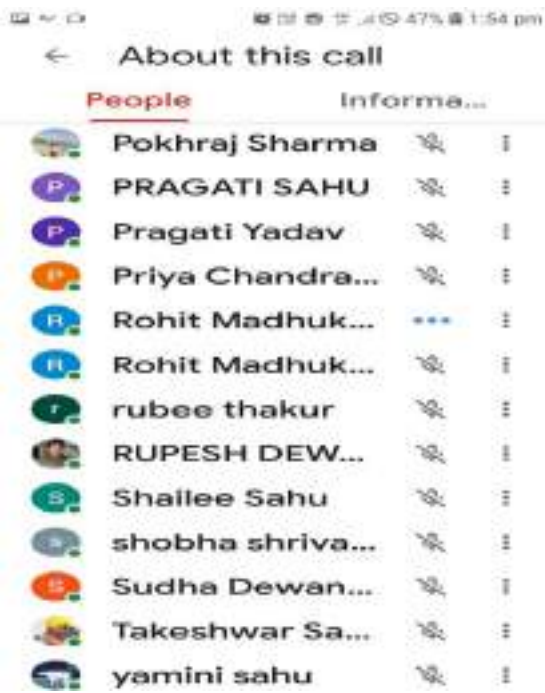 47% 1:54 pm
About this call
People Informa...
Pokhraj Sharma
P PRAGATI SAHU
P Pragati Yadav
P Priya Chandra...
R Rohit Madhuk...
R Rohit Madhuk...
r rubee thakur
RUPESH DEW...
S Shailee Sahu
s shobha shriva...
S Sudha Dewan...
Takeshwar Sa...
yamini sahu